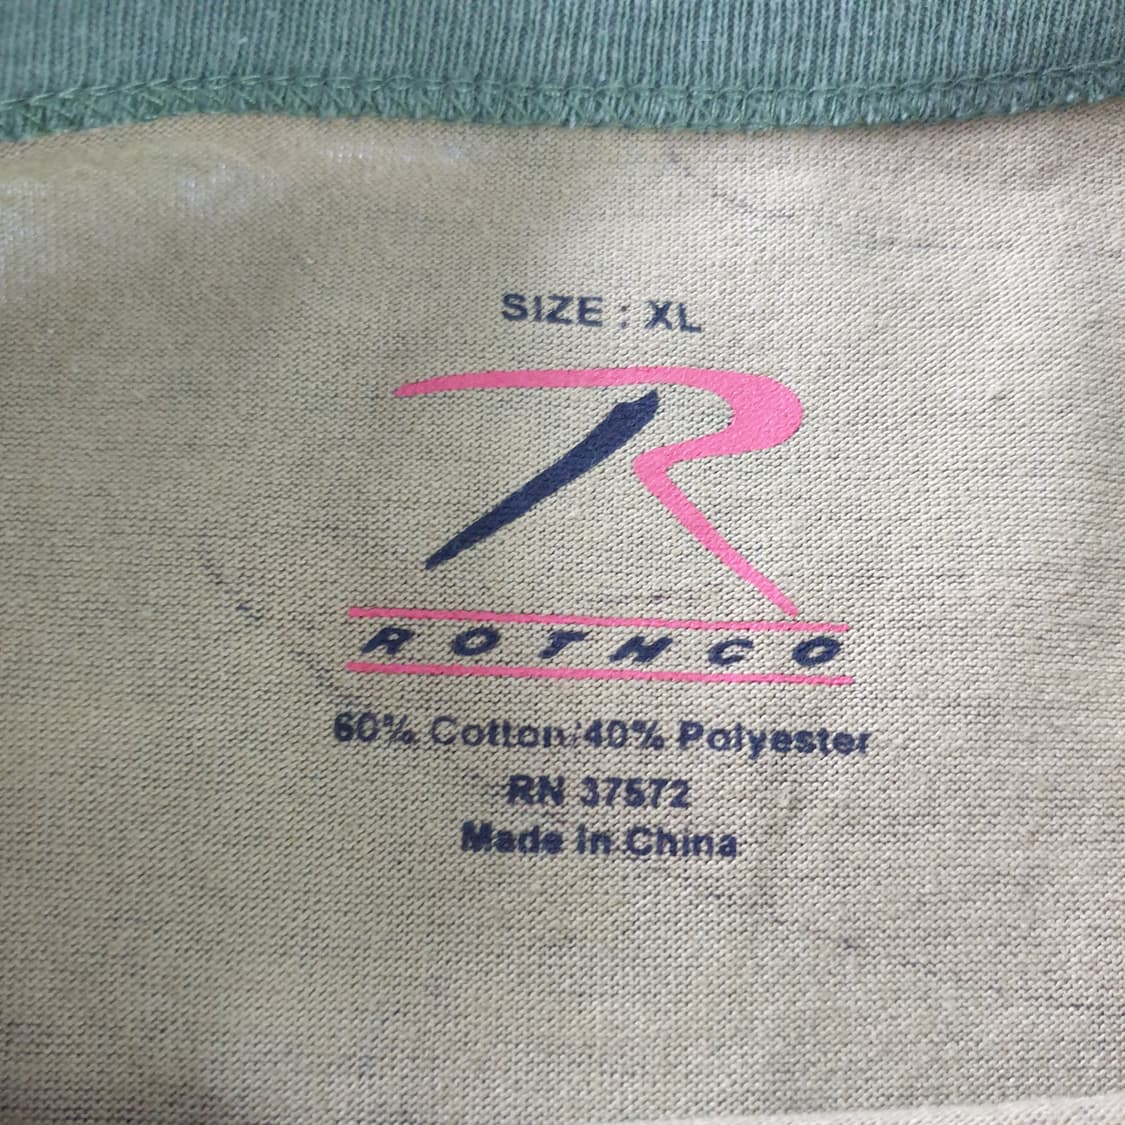 SIZE : XL
R
ROTHCO
60% Cotton/40% Polyester
RN 37572
Made In China